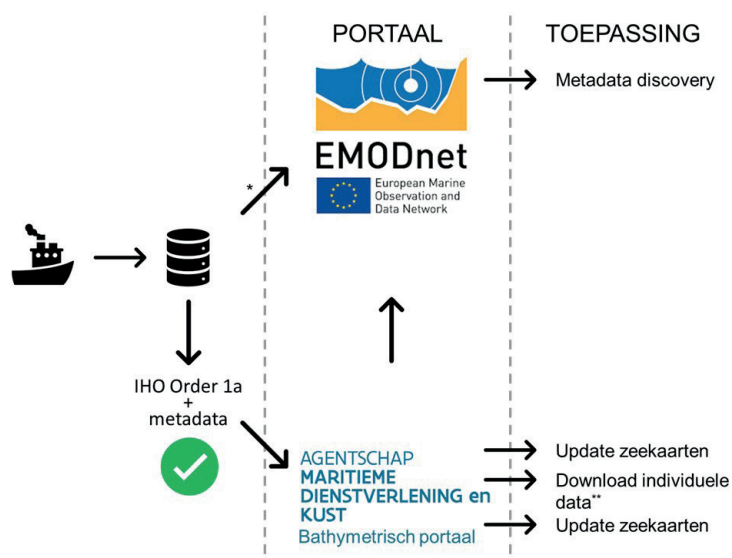 PORTAAL
TOEPASSING
Metadata discovery
EMODnet
European Marine
Observation and
Data Network
*
IHO Order 1a
+
metadata
AGENTSCHAP
MARITIEME
DIENSTVERLENING en
KUST
Bathymetrisch portaal
Update zeekaarten
Download individuele
data**
Update zeekaarten